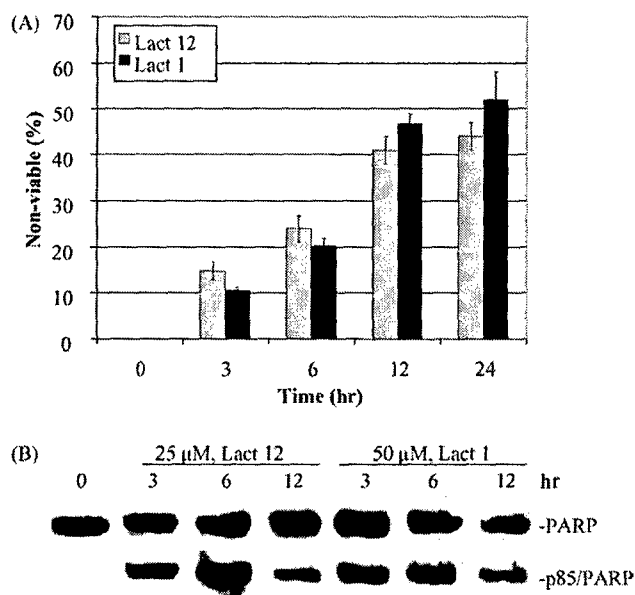 (A)
70
60
50
40
30
20
10
0
Non-viable (%)
Lact 12
Lact 1
0 3 6 12 24
Time (hr)
(B)
25 μM, Lact 12 50 μM, Lact 1
0 3 6 12 3 6 12 hr
-PARP
-p85/PARP